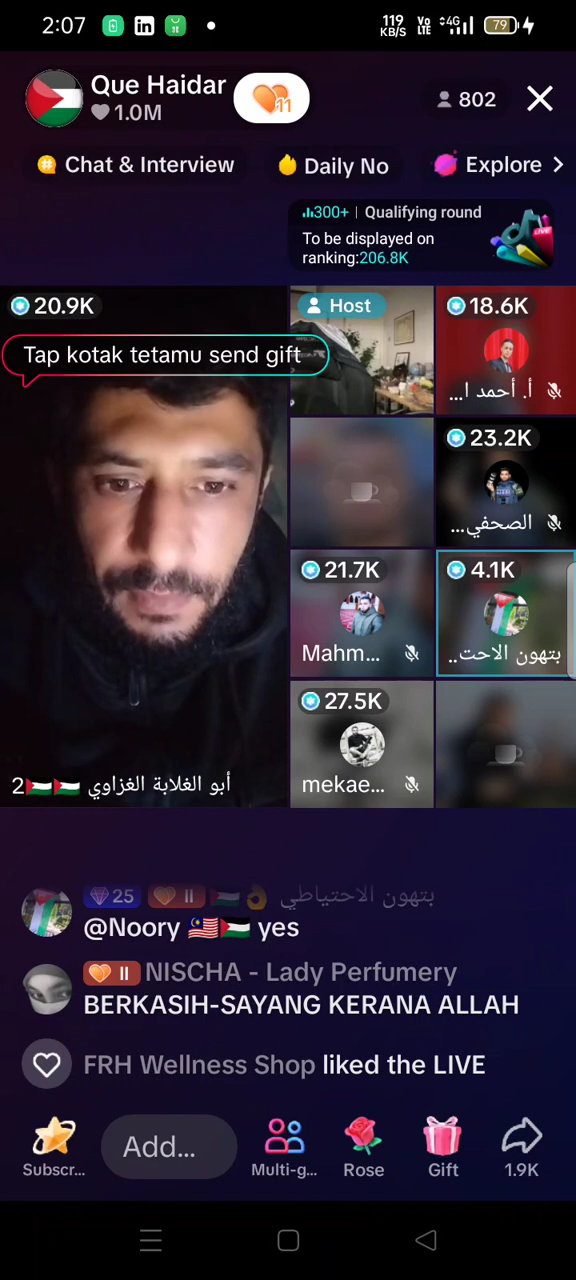 2:07
119
KB/S
Vo
LTE
4G
79
Que Haidar
11
1.0M
802
Chat & Interview
Daily No
Explore
300+ | Qualifying round
To be displayed on
ranking:206.8K
LIVE
20.9K
Host
18.6K
Tap kotak tetamu send gift
أ. أحمد ا...
23.2K
الصحفي...
21.7K
4.1K
Mahm...
بتهون الاحت..
27.5K
mekae...
أبو الغلابة الغزاوي 🇵🇸🇵🇸2
25 II 🇵🇸👌 بتهون الاحتياطي
@Noory 🇲🇾🇵🇸 yes
II NISCHA - Lady Perfumery
BERKASIH-SAYANG KERANA ALLAH
FRH Wellness Shop liked the LIVE
Subscr...
Add...
Multi-g...
Rose
Gift
1.9K